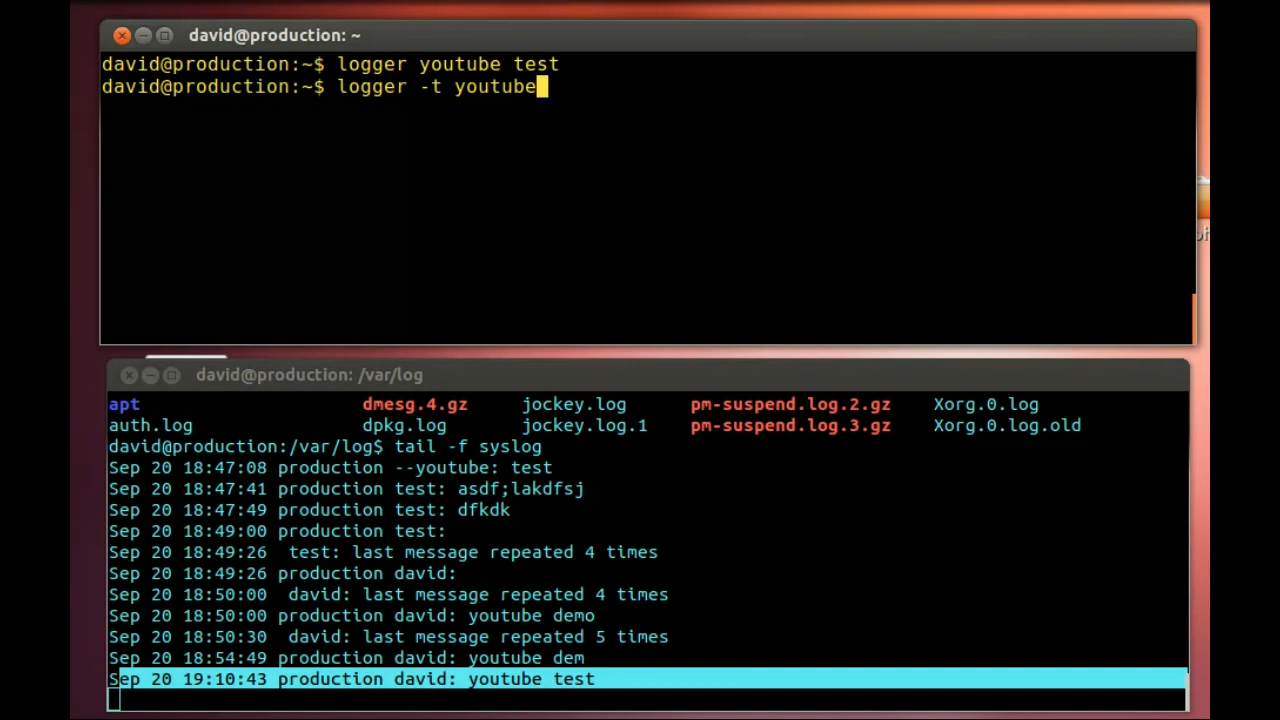 david@production: ~
david@production:~$ logger youtube test
david@production:~$ logger -t youtube
david@production: /var/log
apt dmesg.4.gz jockey.log pm-suspend.log.2.gz Xorg.0.log
auth.log dpkg.log jockey.log.1 pm-suspend.log.3.gz Xorg.0.log.old
david@production:/var/log$ tail -f syslog
Sep 20 18:47:08 production --youtube: test
Sep 20 18:47:41 production test: asdf;lakdfsj
Sep 20 18:47:49 production test: dfkdk
Sep 20 18:49:00 production test:
Sep 20 18:49:26  test: last message repeated 4 times
Sep 20 18:49:26 production david:
Sep 20 18:50:00  david: last message repeated 4 times
Sep 20 18:50:00 production david: youtube demo
Sep 20 18:50:30  david: last message repeated 5 times
Sep 20 18:54:49 production david: youtube dem
Sep 20 19:10:43 production david: youtube test